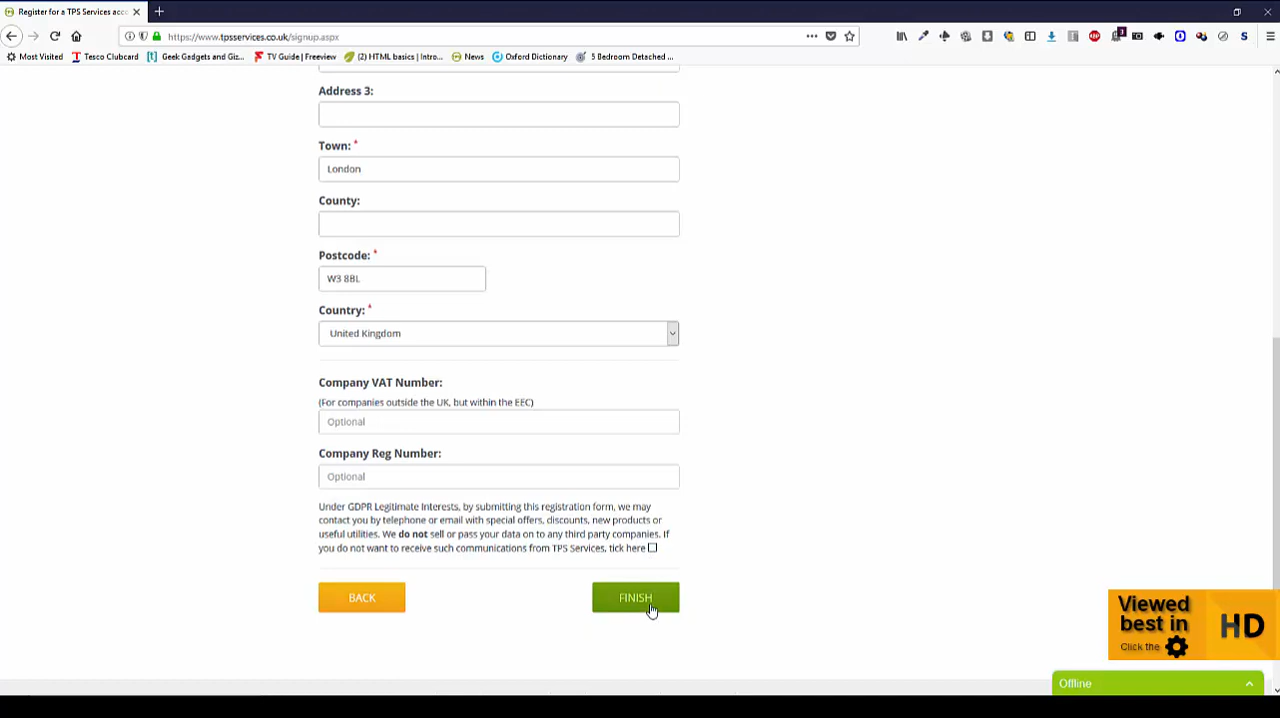 Register for a TPS Services acco
https://www.tpsservices.co.uk/signup.aspx
Most Visited
Tesco Clubcard
Geek Gadgets and Giz...
TV Guide | Freeview
(2) HTML basics | Intro...
News
Oxford Dictionary
5 Bedroom Detached ...
Address 3:
Town: *
London
County:
Postcode: *
W3 8BL
Country: *
United Kingdom
Company VAT Number:
(For companies outside the UK, but within the EEC)
Optional
Company Reg Number:
Optional
Under GDPR Legitimate Interests, by submitting this registration form, we may
contact you by telephone or email with special offers, discounts, new products or
useful utilities. We do not sell or pass your data on to any third party companies. If
you do not want to receive such communications from TPS Services, tick here
BACK
FINISH
Viewed
best in
HD
Click the
Offline